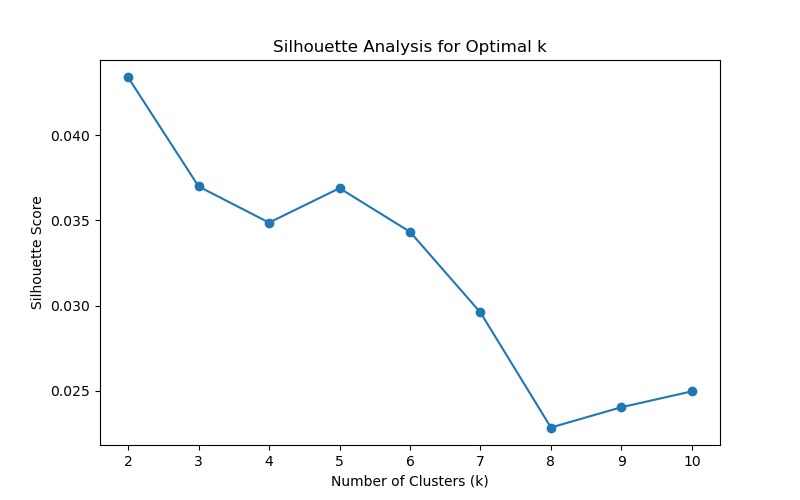 Silhouette Analysis for Optimal k
0.040
0.035
0.030
0.025
Silhouette Score
2 3 4 5 6 7 8 9 10
Number of Clusters (k)